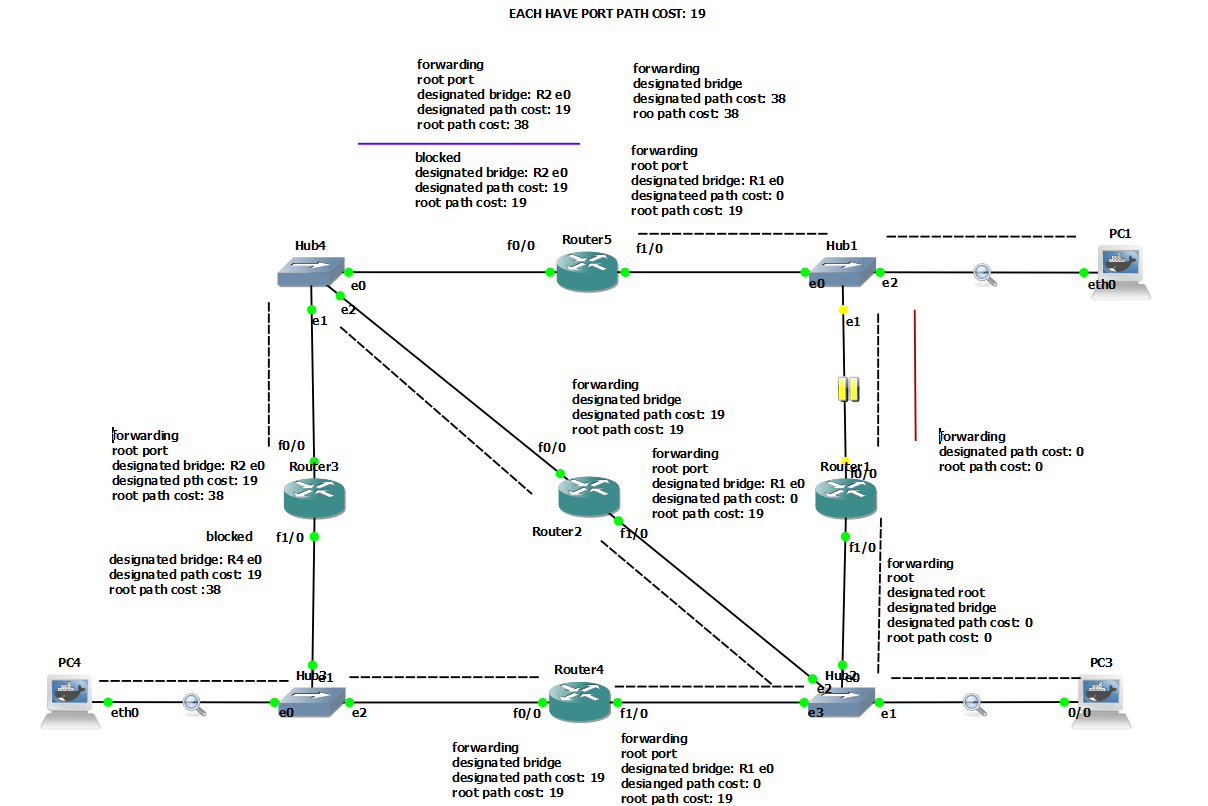 EACH HAVE PORT PATH COST: 19
forwarding
root port
designated bridge: R2 e0
designated path cost: 19
root path cost: 38
forwarding
designated bridge
designated path cost: 38
roo path cost: 38
blocked
designated bridge: R2 e0
designated path cost: 19
root path cost: 19
forwarding
root port
designated bridge: R1 e0
designateed path cost: 0
root path cost: 19
Hub4
f0/0
Router5
f1/0
Hub1
PC1
e0
e0
e2
eth0
e2
e1
e1
forwarding
designated bridge
designated path cost: 19
root path cost: 19
forwarding
root port
designated bridge: R2 e0
designated pth cost: 19
root path cost: 38
f0/0
Router3
f0/0
forwarding
root port
designated bridge: R1 e0
designated path cost: 0
root path cost: 19
Router1
f0/0
forwarding
designated path cost: 0
root path cost: 0
Router2
f1/0
blocked
f1/0
designated bridge: R4 e0
designated path cost: 19
root path cost :38
f1/0
forwarding
root
designated root
designated bridge
designated path cost: 0
root path cost: 0
PC4
Hub3
e1
Router4
Hub2
e0
e2
PC3
eth0
e0
e2
f0/0
f1/0
e3
e1
0/0
forwarding
designated bridge
designated path cost: 19
root path cost: 19
forwarding
root port
designated bridge: R1 e0
desianged path cost: 0
root path cost: 19